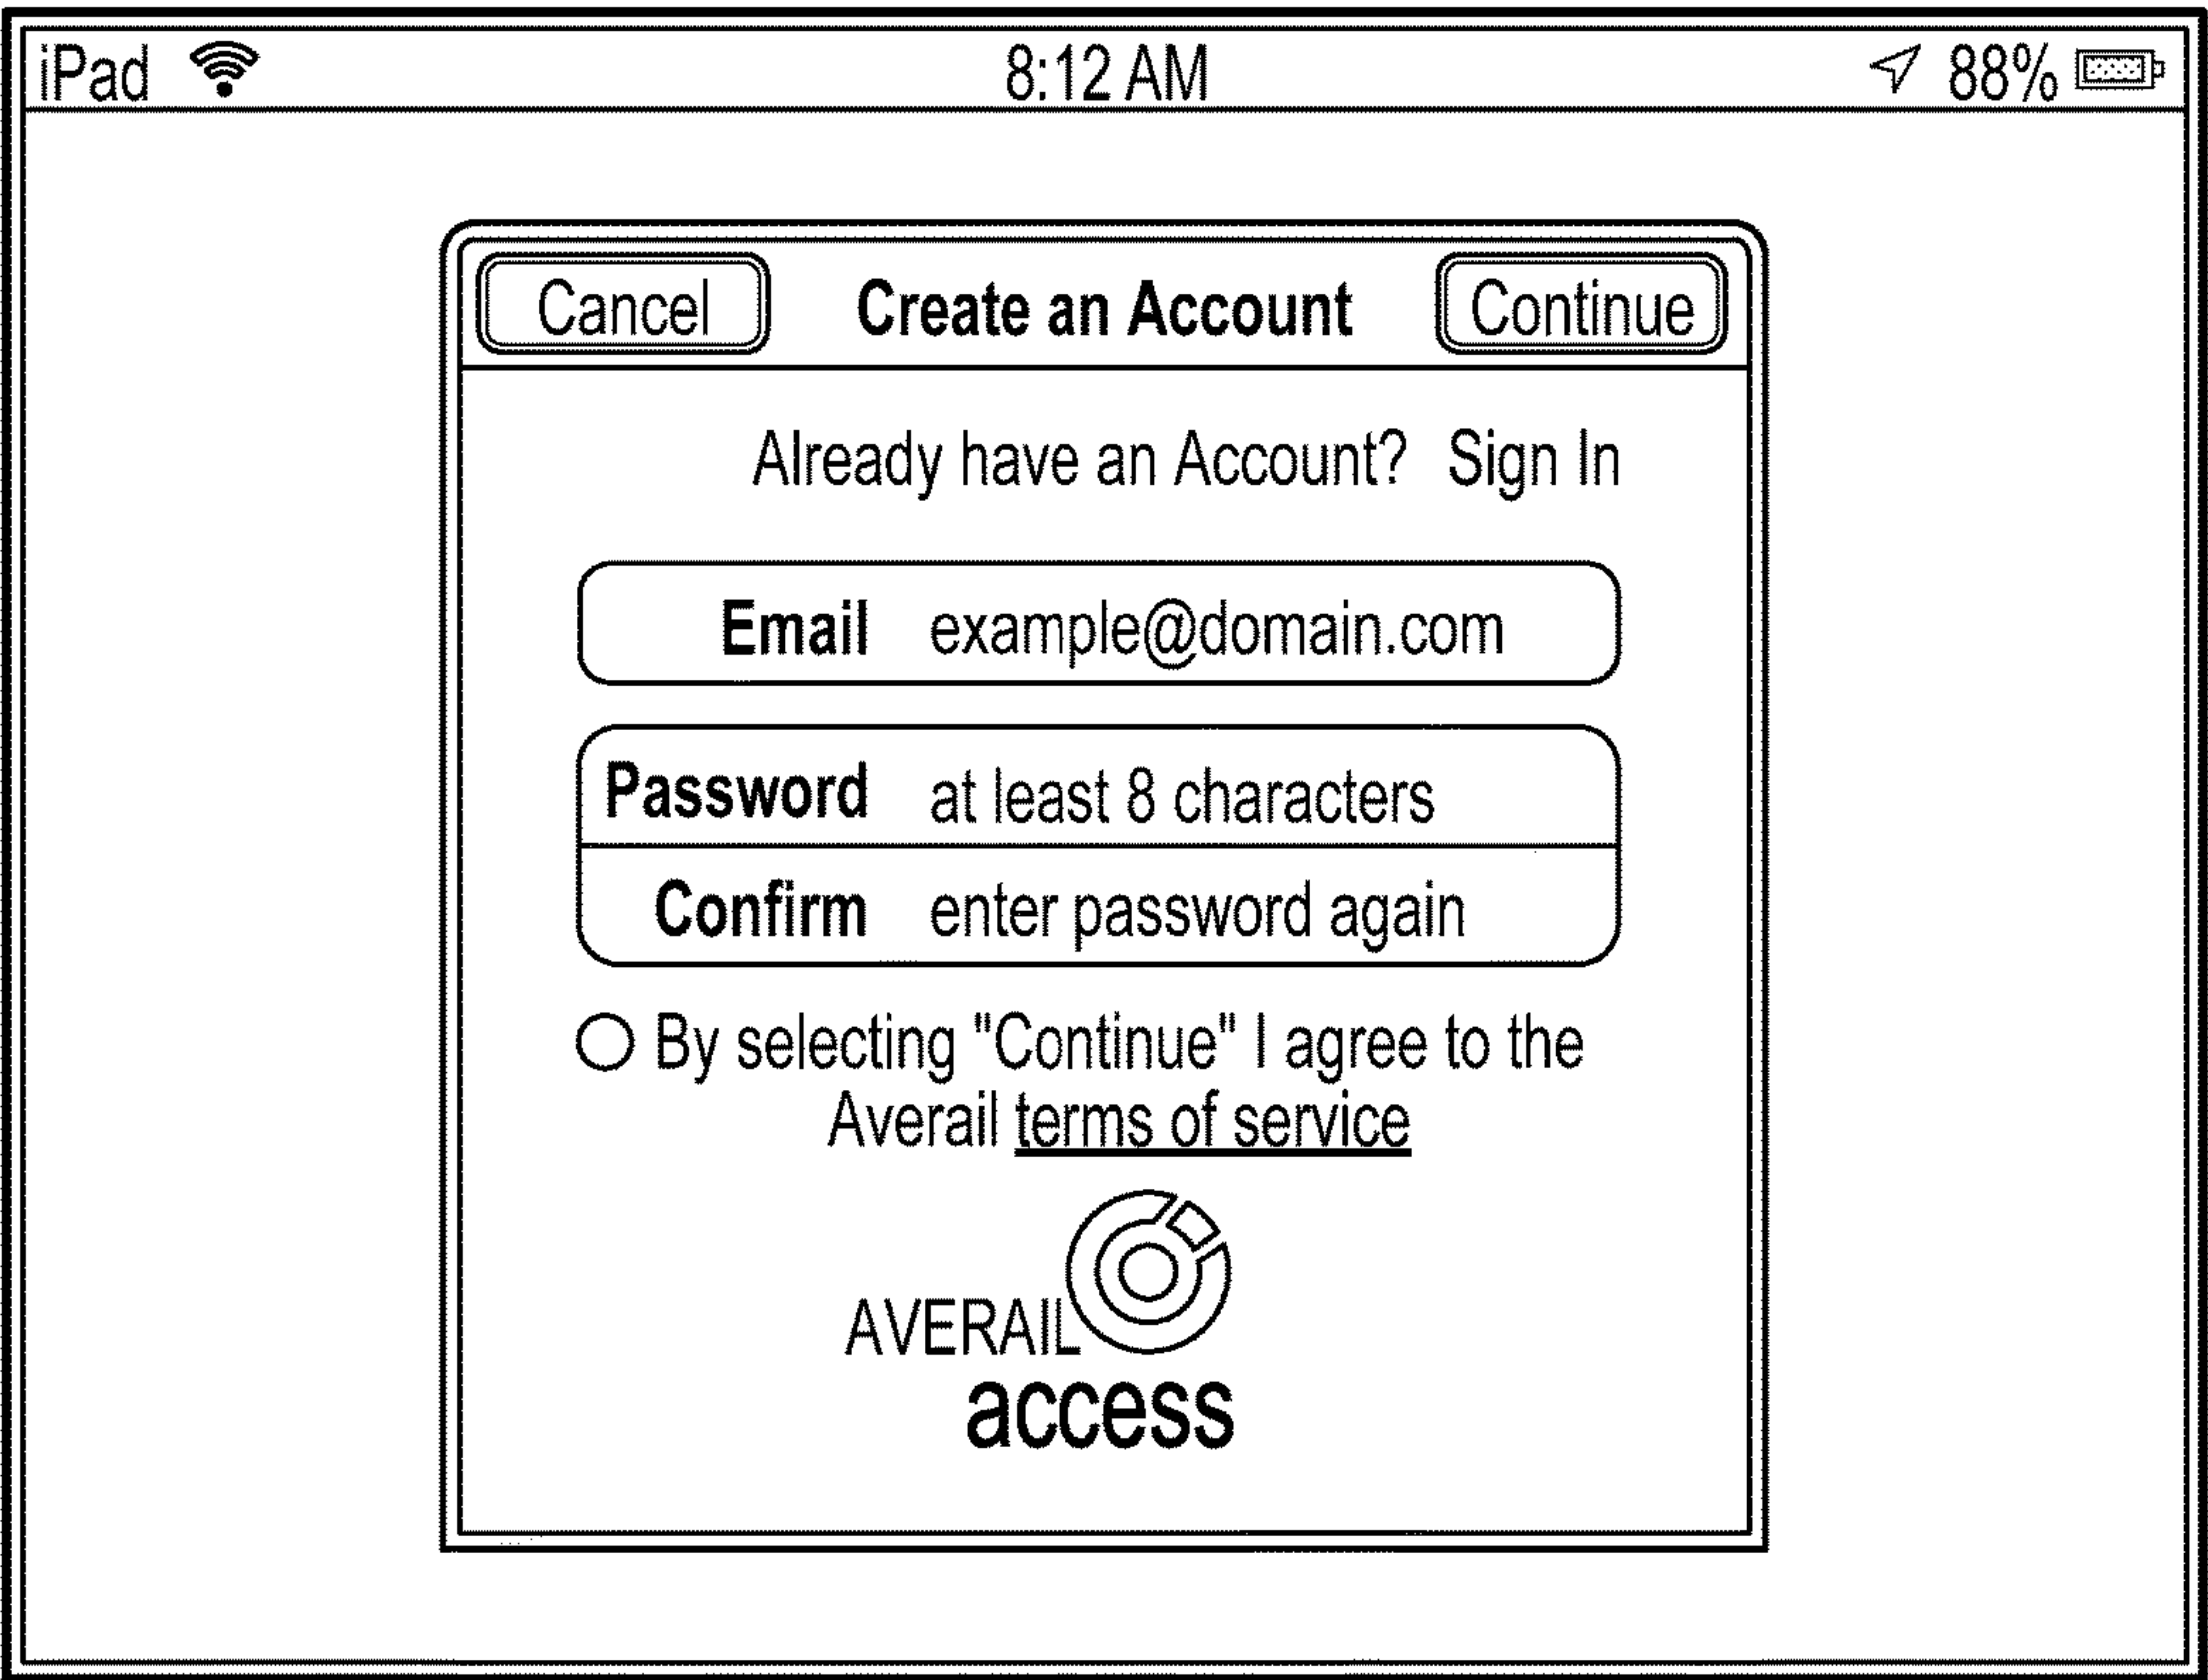 iPad 8:12 AM 88%
Cancel Create an Account Continue
Already have an Account? Sign In
Email example@domain.com
Password at least 8 characters
Confirm enter password again
By selecting "Continue" I agree to the
Averail terms of service
AVERAIL
access